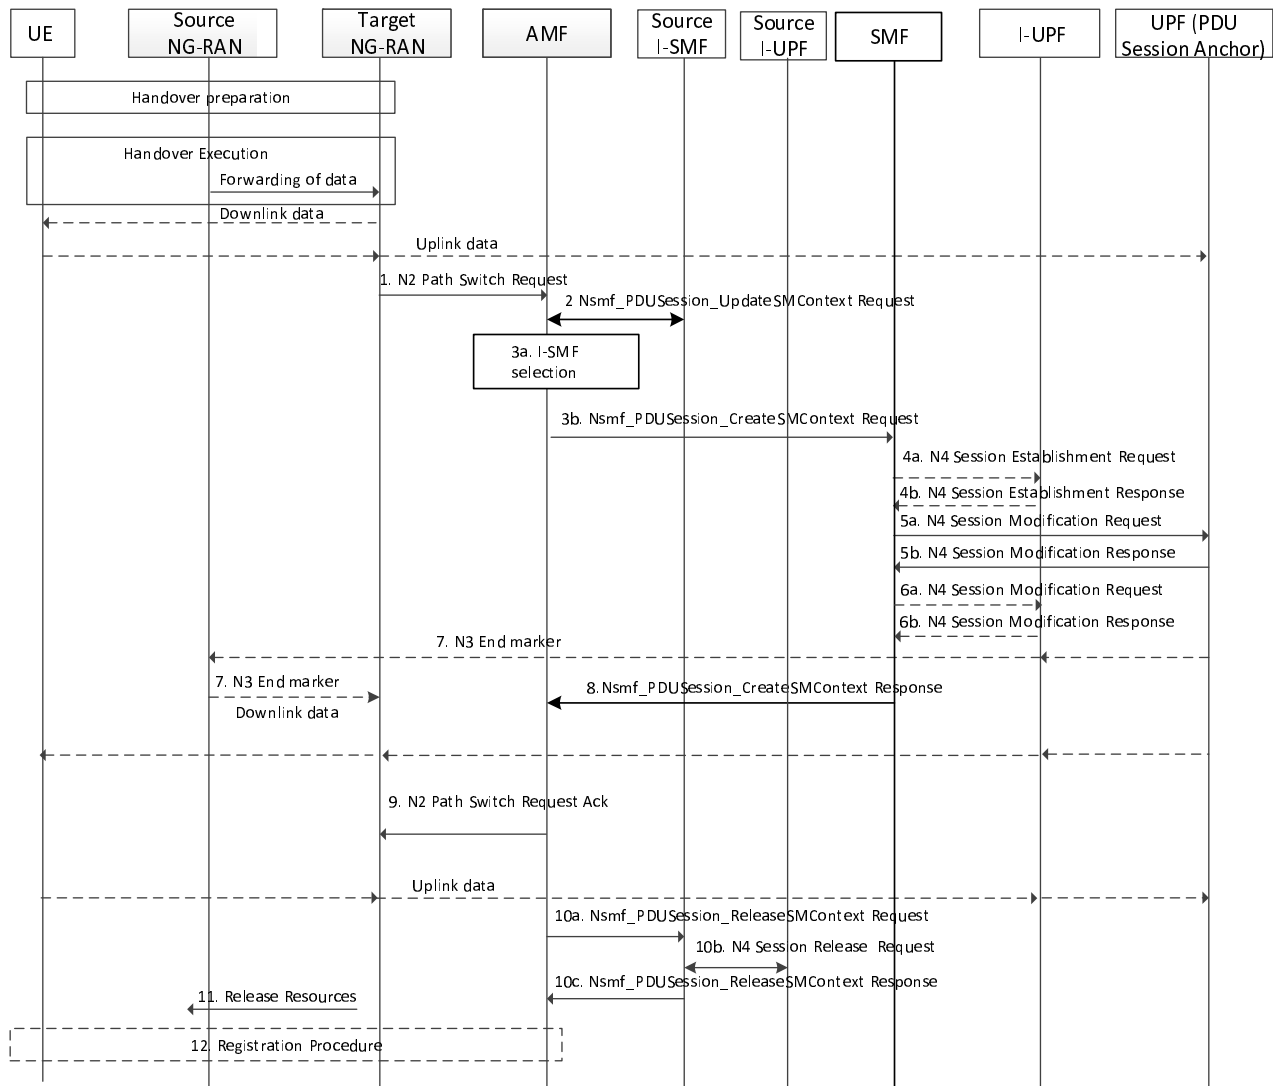 UE
Source
NG-RAN
Target
NG-RAN
AMF
Source
I-SMF
Source
I-UPF
SMF
I-UPF
UPF (PDU
Session Anchor)
Handover preparation
Handover Execution
Forwarding of data
Downlink data
Uplink data
1. N2 Path Switch Request
2 Nsmf_PDUSession_UpdateSMContext Request
3a. I-SMF
selection
3b. Nsmf_PDUSession_CreateSMContext Request
4a. N4 Session Establishment Request
4b. N4 Session Establishment Response
5a. N4 Session Modification Request
5b. N4 Session Modification Response
6a. N4 Session Modification Request
6b. N4 Session Modification Response
7. N3 End marker
7. N3 End marker
8. Nsmf_PDUSession_CreateSMContext Response
Downlink data
9. N2 Path Switch Request Ack
Uplink data
10a. Nsmf_PDUSession_ReleaseSMContext Request
10b. N4 Session Release Request
10c. Nsmf_PDUSession_ReleaseSMContext Response
11. Release Resources
12. Registration Procedure